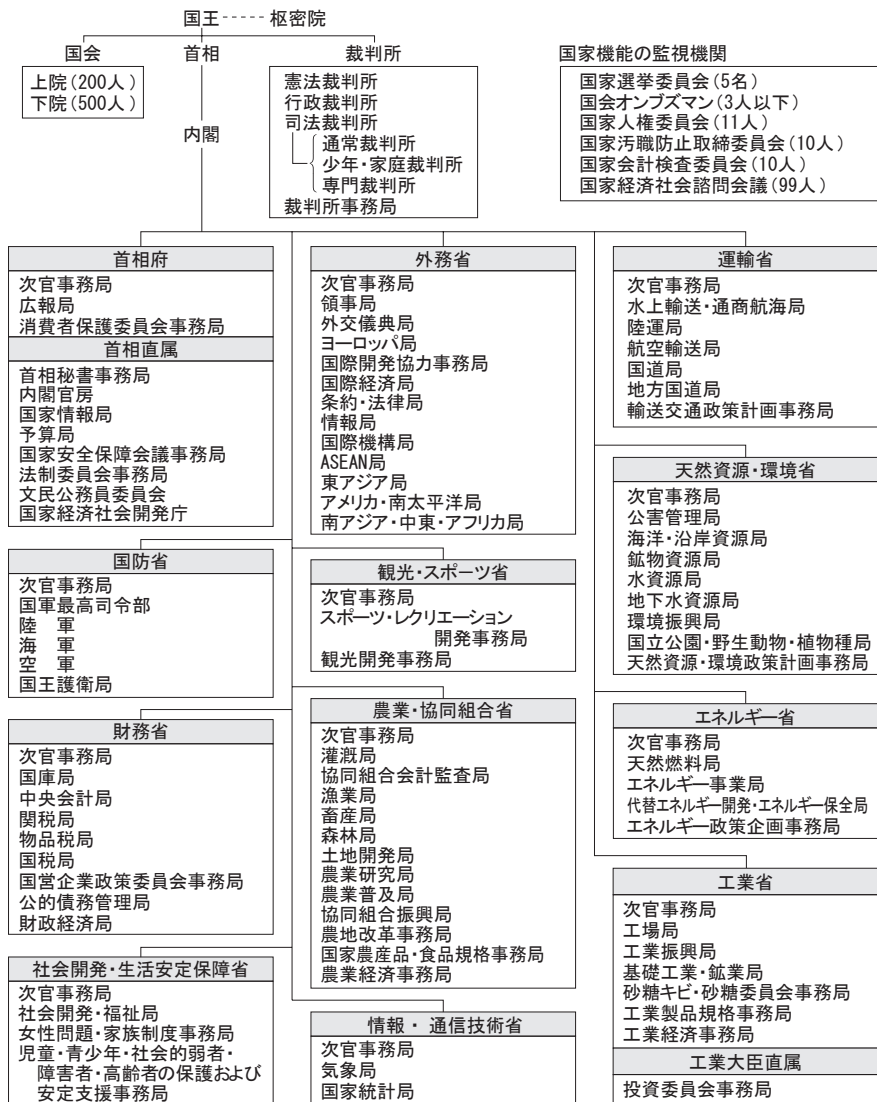 国王-----枢密院
国会
上院(200人)
下院(500人)
首相
内閣
裁判所
憲法裁判所
行政裁判所
司法裁判所
通常裁判所
少年・家庭裁判所
専門裁判所
裁判所事務局
国家機能の監視機関
国家選挙委員会(5名)
国会オンブズマン(3人以下)
国家人権委員会(11人)
国家汚職防止取締委員会(10人)
国家会計検査委員会(10人)
国家経済社会諮問会議(99人)
首相府
次官事務局
広報局
消費者保護委員会事務局
首相直属
首相秘書事務局
内閣官房
国家情報局
予算局
国家安全保障会議事務局
法制委員会事務局
文民公務員委員会
国家経済社会開発庁
国防省
次官事務局
国軍最高司令部
陸 軍
海 軍
空 軍
国王護衛局
財務省
次官事務局
国庫局
中央会計局
関税局
物品税局
国税局
国営企業政策委員会事務局
公的債務管理局
財政経済局
社会開発・生活安定保障省
次官事務局
社会開発・福祉局
女性問題・家族制度事務局
児童・青少年・社会的弱者・
障害者・高齢者の保護および
安定支援事務局
外務省
次官事務局
領事局
外交儀典局
ヨーロッパ局
国際開発協力事務局
国際経済局
条約・法律局
情報局
国際機構局
ASEAN局
東アジア局
アメリカ・南太平洋局
南アジア・中東・アフリカ局
観光・スポーツ省
次官事務局
スポーツ・レクリエーション
開発事務局
観光開発事務局
農業・協同組合省
次官事務局
灌漑局
協同組合会計監査局
漁業局
畜産局
森林局
土地開発局
農業研究局
農業普及局
協同組合振興局
農地改革事務局
国家農産品・食品規格事務局
農業経済事務局
情報・通信技術省
次官事務局
気象局
国家統計局
運輸省
次官事務局
水上輸送・通商航海局
陸運局
航空輸送局
国道局
地方国道局
輸送交通政策計画事務局
天然資源・環境省
次官事務局
公害管理局
海洋・沿岸資源局
鉱物資源局
水資源局
地下水資源局
環境振興局
国立公園・野生動物・植物種局
天然資源・環境政策計画事務局
エネルギー省
次官事務局
天然燃料局
エネルギー事業局
代替エネルギー開発・エネルギー保全局
エネルギー政策企画事務局
工業省
次官事務局
工場局
工業振興局
基礎工業・鉱業局
砂糖キビ・砂糖委員会事務局
工業製品規格事務局
工業経済事務局
工業大臣直属
投資委員会事務局